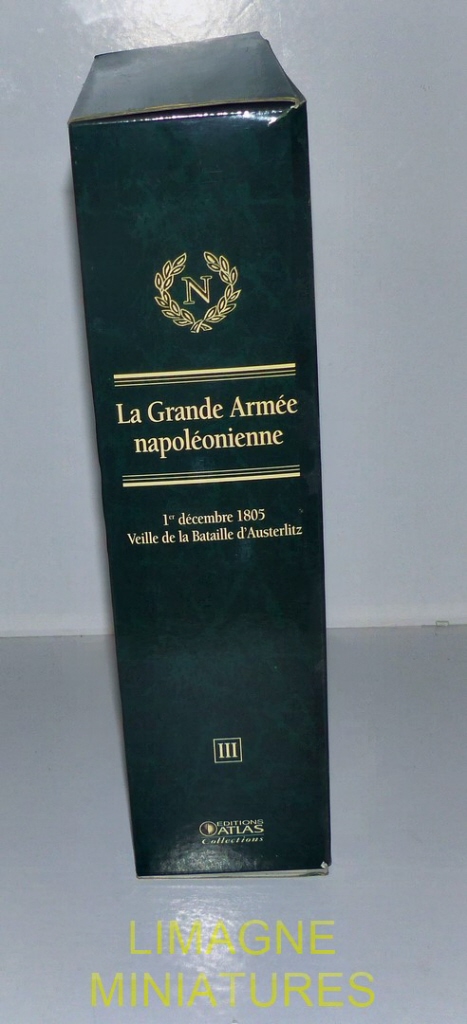 N
La Grande Armée
napoléonienne
1er décembre 1805
Veille de la Bataille d'Austerlitz
III
EDITIONS
ATLAS
Collections
LIMAGNE
MINIATURES